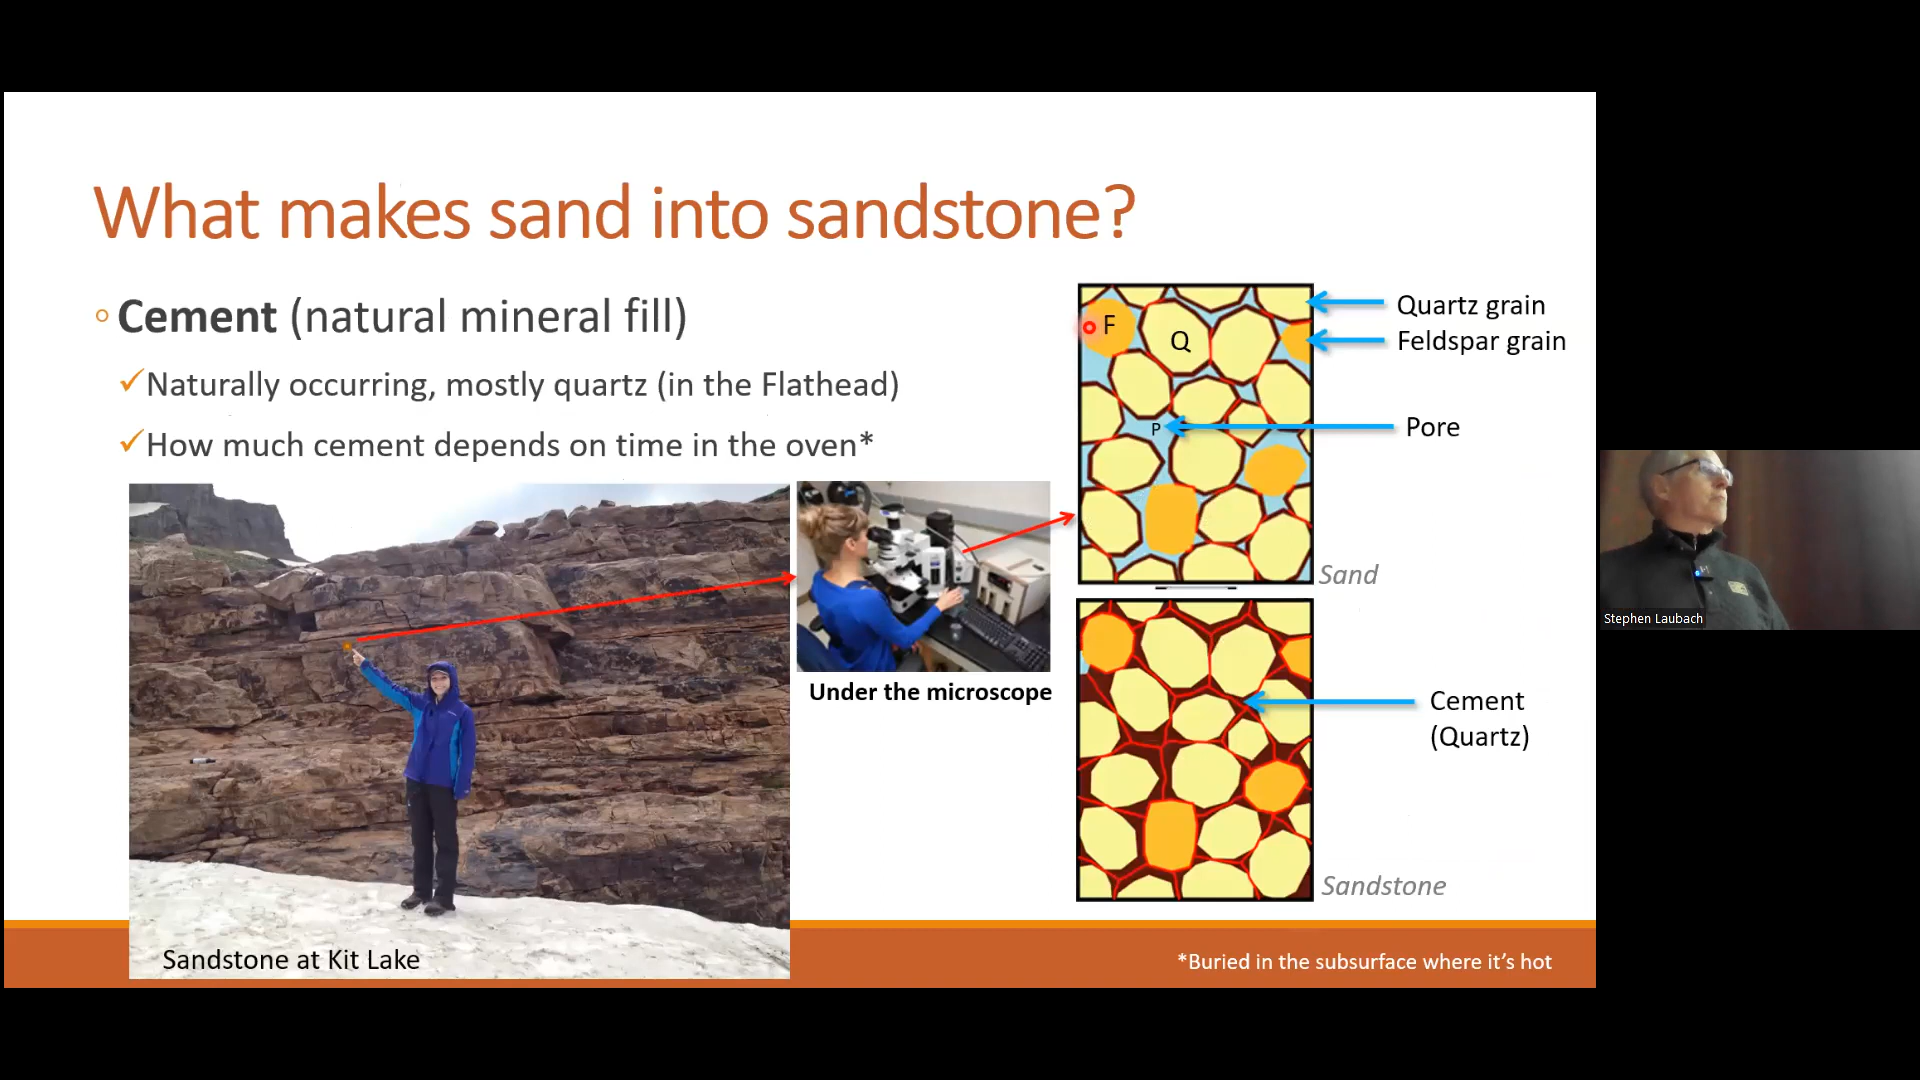 What makes sand into sandstone?
Cement (natural mineral fill)
Naturally occurring, mostly quartz (in the Flathead)
How much cement depends on time in the oven*
F
Q
P
Quartz grain
Feldspar grain
Pore
Sand
Under the microscope
Cement
(Quartz)
Sandstone
Sandstone at Kit Lake
*Buried in the subsurface where it's hot
Stephen Laubach